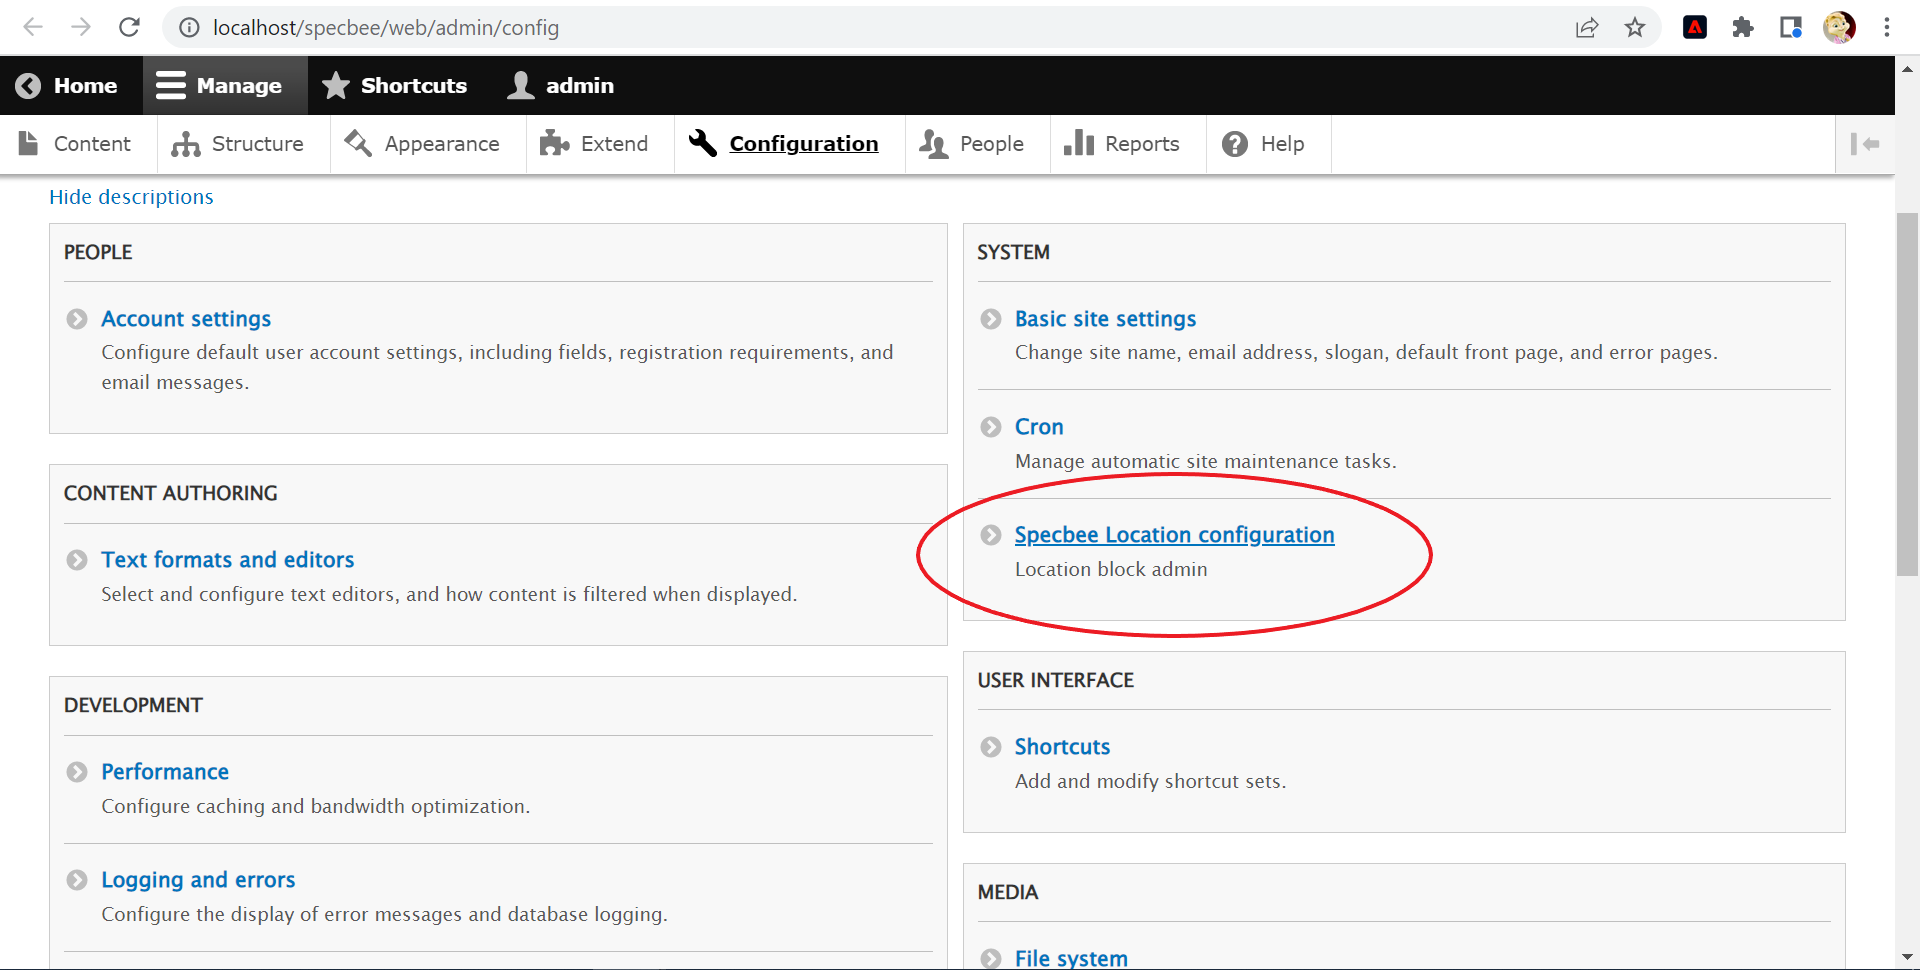 localhost/specbee/web/admin/config
Home Manage Shortcuts admin
Content Structure Appearance Extend Configuration People Reports Help
Hide descriptions
PEOPLE
Account settings
Configure default user account settings, including fields, registration requirements, and
email messages.
CONTENT AUTHORING
Text formats and editors
Select and configure text editors, and how content is filtered when displayed.
DEVELOPMENT
Performance
Configure caching and bandwidth optimization.
Logging and errors
Configure the display of error messages and database logging.
SYSTEM
Basic site settings
Change site name, email address, slogan, default front page, and error pages.
Cron
Manage automatic site maintenance tasks.
Specbee Location configuration
Location block admin
USER INTERFACE
Shortcuts
Add and modify shortcut sets.
MEDIA
File system